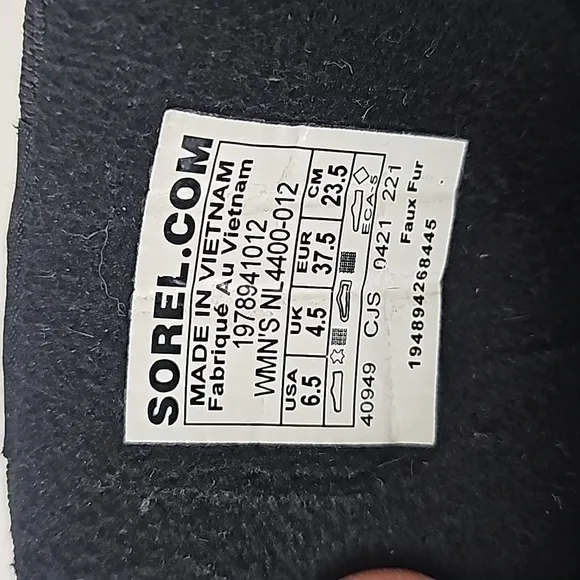 SOREL.COM
MADE IN VIETNAM
Fabriqué Au Vietnam
1978941012
WMN'S NL4400-012
USA UK EUR CM
6.5 4.5 37.5 23.5
ECA-5
40949 CJS 0421 221
Faux Fur
194894268445